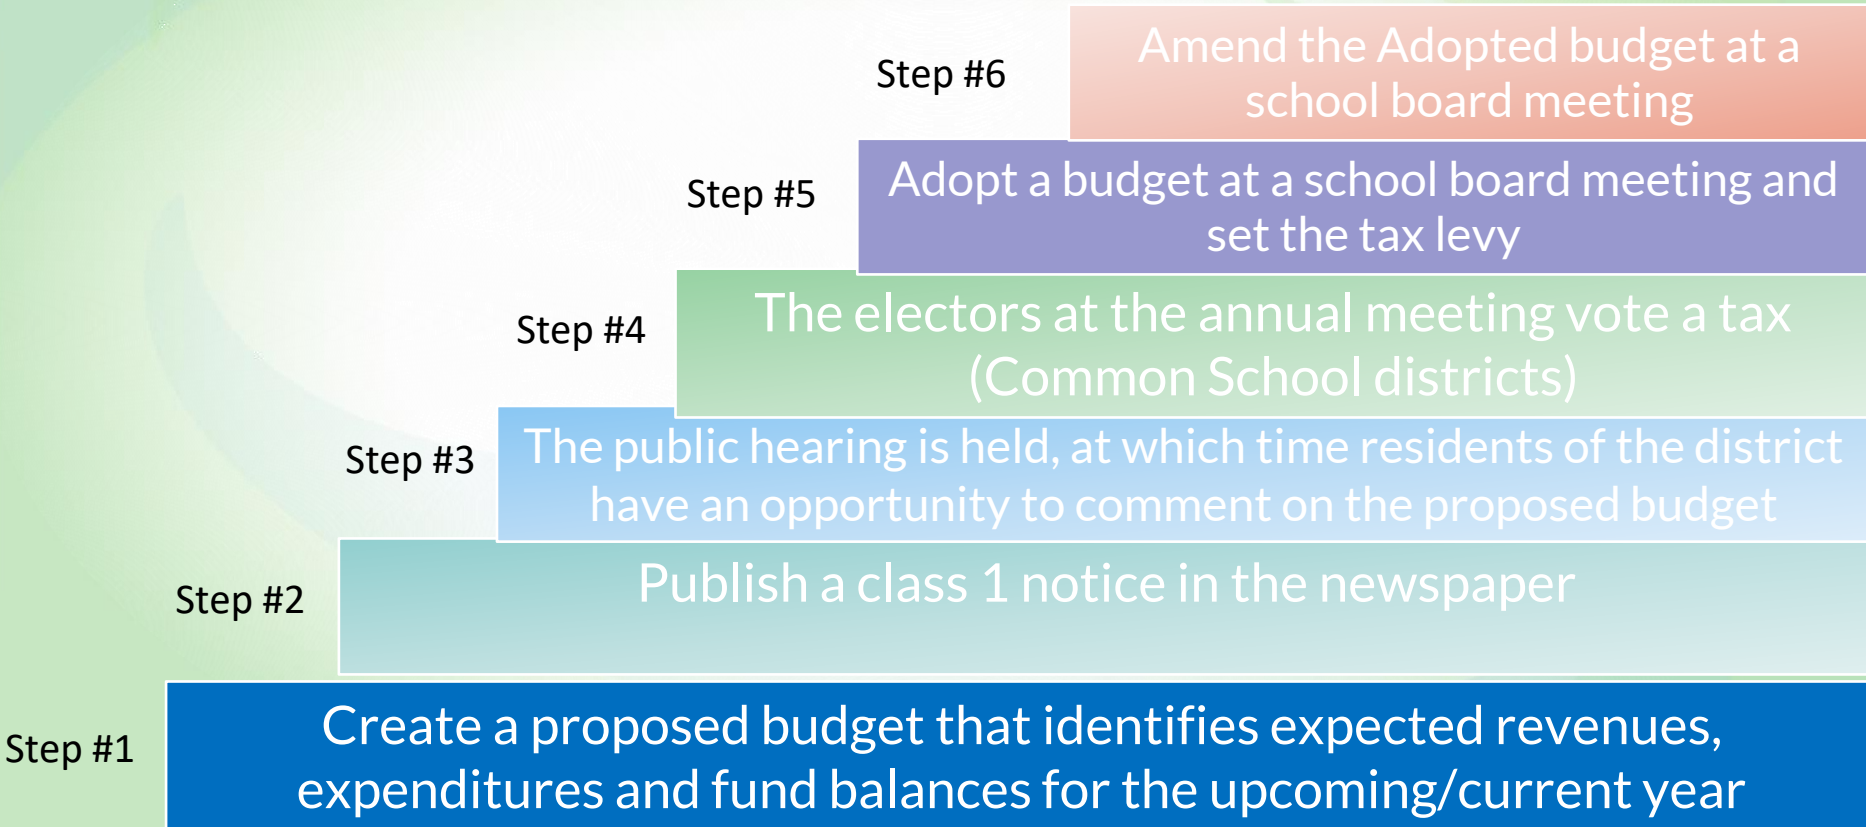 Step #6
Amend the Adopted budget at a
school board meeting
Step #5
Adopt a budget at a school board meeting and
set the tax levy
Step #4
The electors at the annual meeting vote a tax
(Common School districts)
Step #3
The public hearing is held, at which time residents of the district
have an opportunity to comment on the proposed budget
Step #2
Publish a class 1 notice in the newspaper
Step #1
Create a proposed budget that identifies expected revenues,
expenditures and fund balances for the upcoming/current year